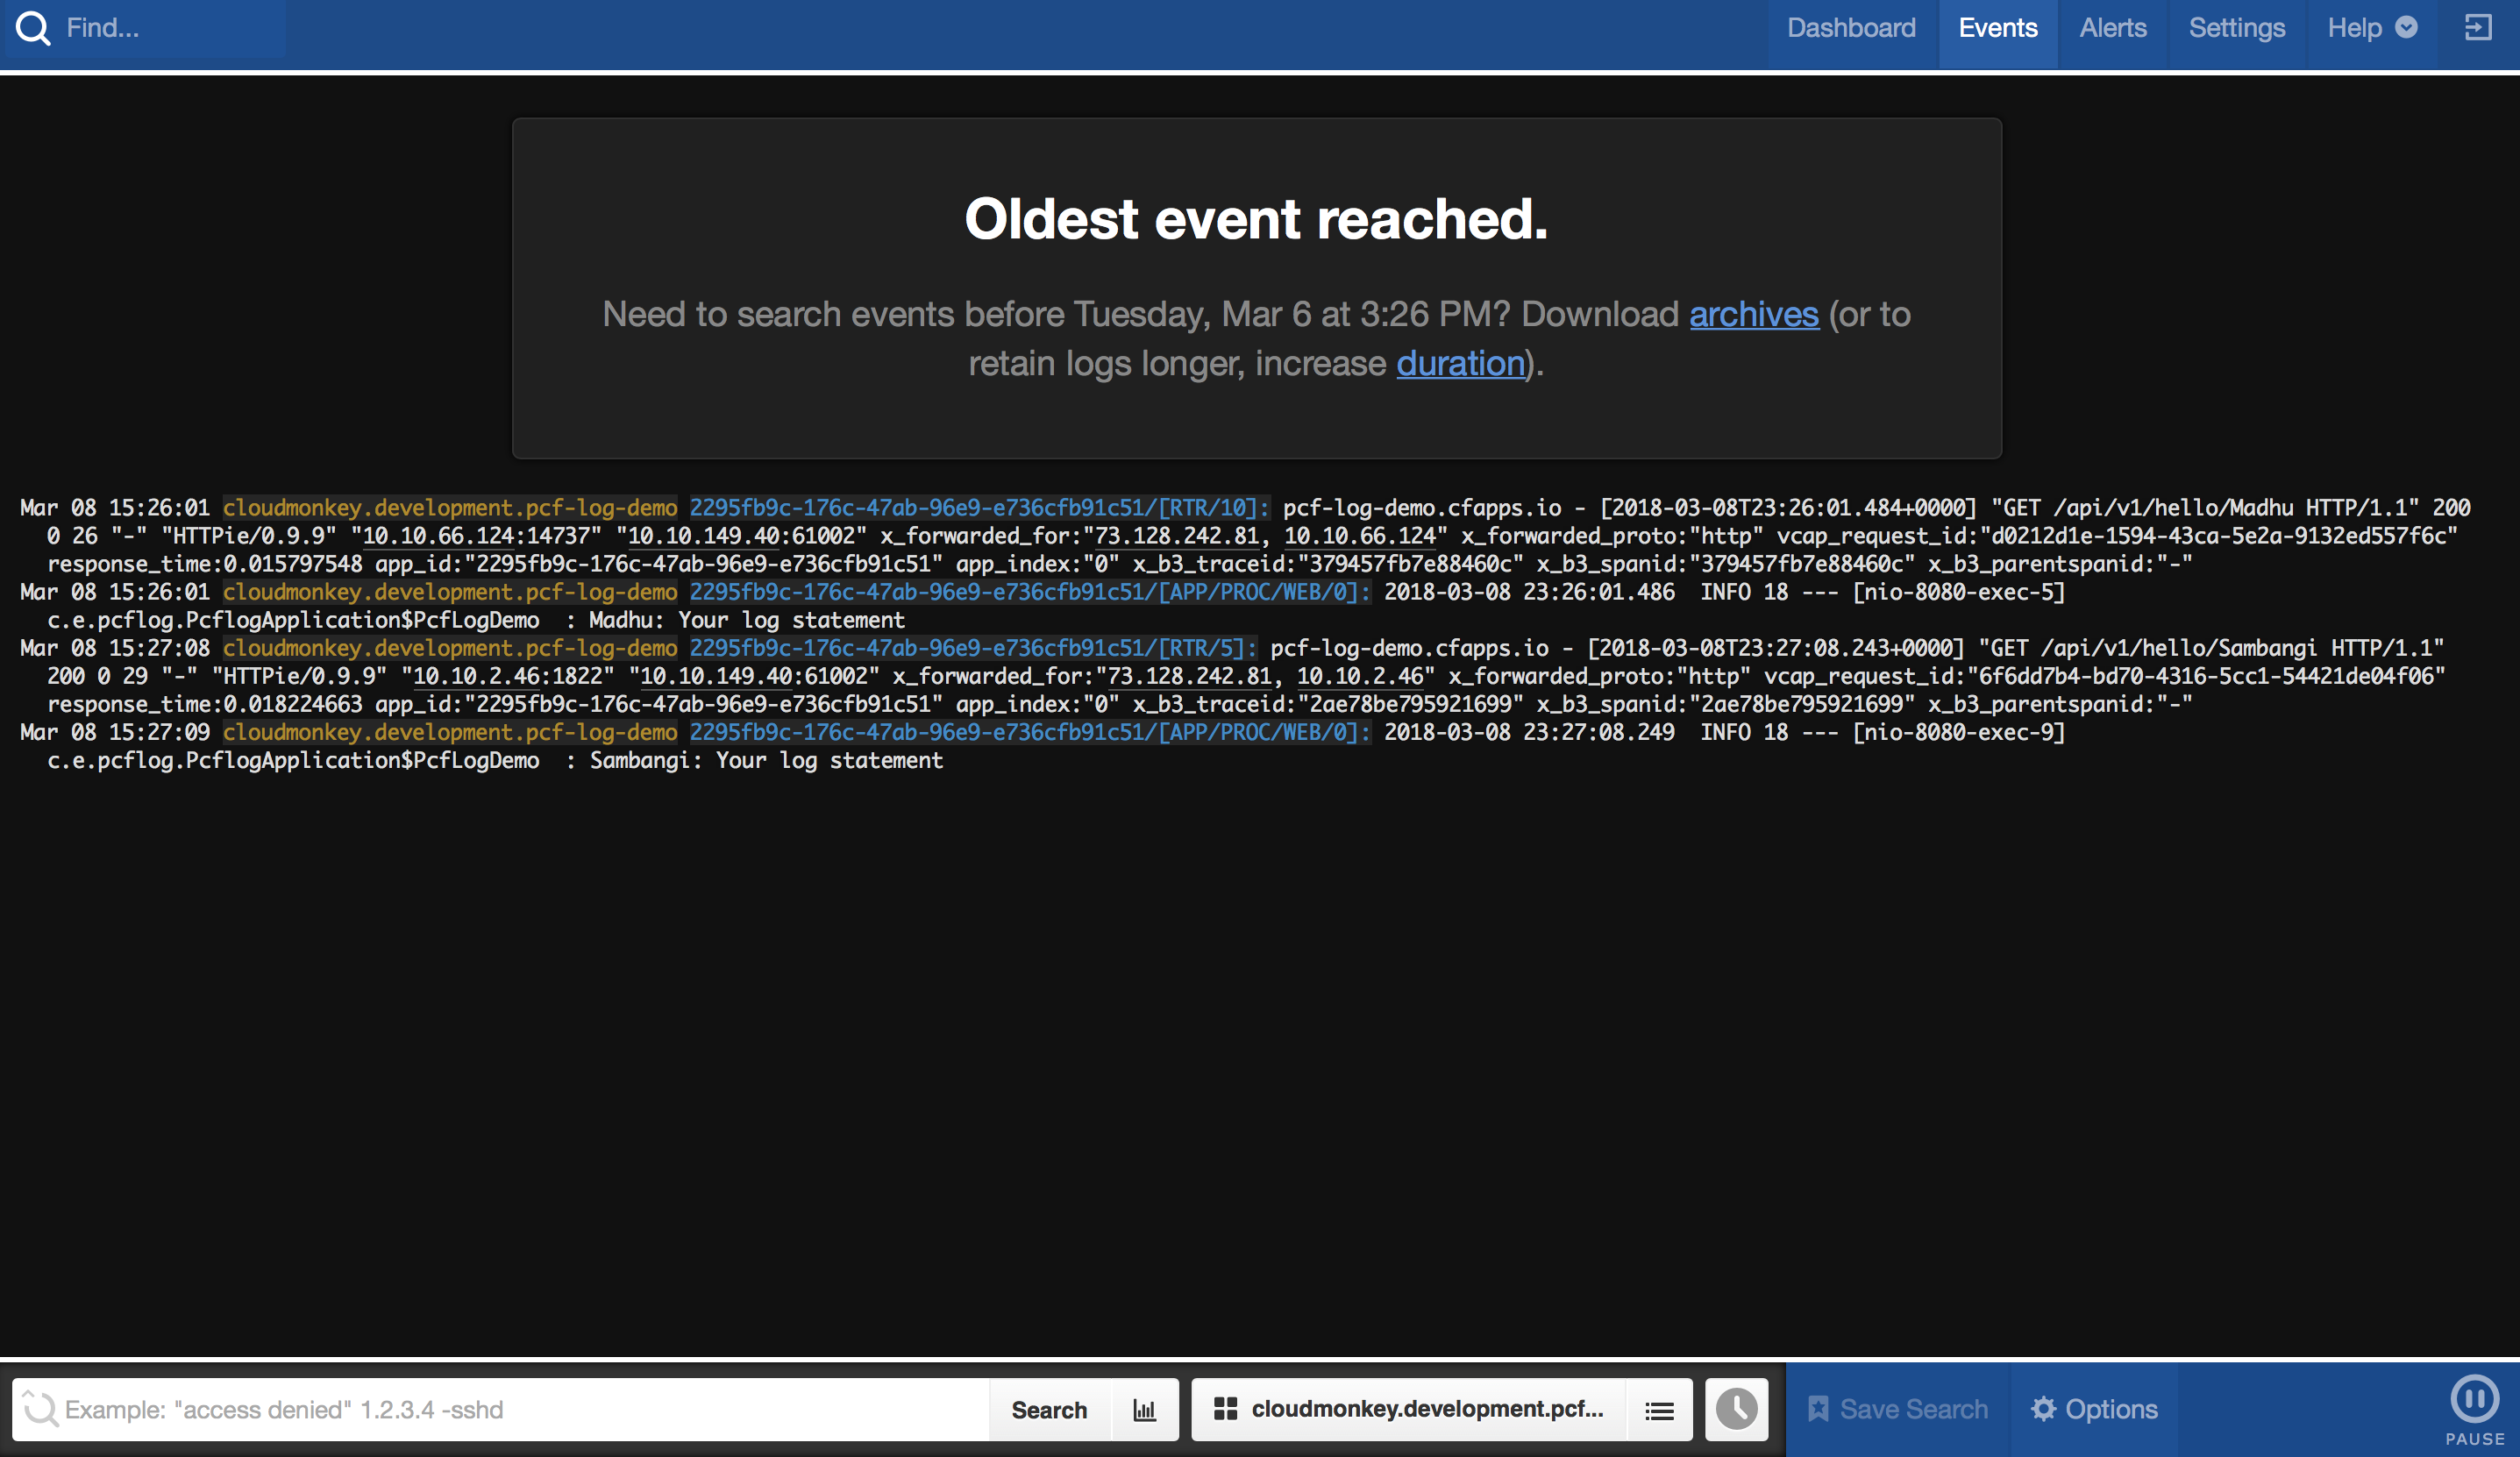 Find...
Dashboard Events Alerts Settings Help
Oldest event reached.
Need to search events before Tuesday, Mar 6 at 3:26 PM? Download archives (or to
retain logs longer, increase duration).
Mar 08 15:26:01 cloudmonkey.development.pcf-log-demo 2295fb9c-176c-47ab-96e9-e736cfb91c51/[RTR/10]: pcf-log-demo.cfapps.io - [2018-03-08T23:26:01.484+0000] "GET /api/v1/hello/Madhu HTTP/1.1" 200
0 26 "-" "HTTPie/0.9.9" "10.10.66.124:14737" "10.10.149.40:61002" x_forwarded_for:"73.128.242.81, 10.10.66.124" x_forwarded_proto:"http" vcap_request_id:"d0212d1e-1594-43ca-5e2a-9132ed557f6c"
response_time:0.015797548 app_id:"2295fb9c-176c-47ab-96e9-e736cfb91c51" app_index:"0" x_b3_traceid:"379457fb7e88460c" x_b3_spanid:"379457fb7e88460c" x_b3_parentspanid:"-"
Mar 08 15:26:01 cloudmonkey.development.pcf-log-demo 2295fb9c-176c-47ab-96e9-e736cfb91c51/[APP/PROC/WEB/0]: 2018-03-08 23:26:01.486  INFO 18 --- [nio-8080-exec-5]
c.e.pcflog.PcflogApplication$PcfLogDemo  : Madhu: Your log statement
Mar 08 15:27:08 cloudmonkey.development.pcf-log-demo 2295fb9c-176c-47ab-96e9-e736cfb91c51/[RTR/5]: pcf-log-demo.cfapps.io - [2018-03-08T23:27:08.243+0000] "GET /api/v1/hello/Sambangi HTTP/1.1"
200 0 29 "-" "HTTPie/0.9.9" "10.10.2.46:1822" "10.10.149.40:61002" x_forwarded_for:"73.128.242.81, 10.10.2.46" x_forwarded_proto:"http" vcap_request_id:"6f6dd7b4-bd70-4316-5cc1-54421de04f06"
response_time:0.018224663 app_id:"2295fb9c-176c-47ab-96e9-e736cfb91c51" app_index:"0" x_b3_traceid:"2ae78be795921699" x_b3_spanid:"2ae78be795921699" x_b3_parentspanid:"-"
Mar 08 15:27:09 cloudmonkey.development.pcf-log-demo 2295fb9c-176c-47ab-96e9-e736cfb91c51/[APP/PROC/WEB/0]: 2018-03-08 23:27:08.249  INFO 18 --- [nio-8080-exec-9]
c.e.pcflog.PcflogApplication$PcfLogDemo  : Sambangi: Your log statement
Example: "access denied" 1.2.3.4 -sshd Search cloudmonkey.development.pcf... Save Search Options
PAUSE